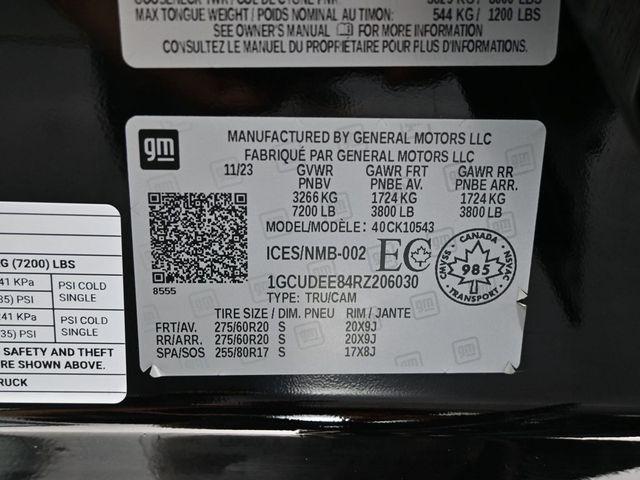 MAX TONGUE WEIGHT / POIDS NOMINAL AU TIMON: 544 KG / 1200 LBS
SEE OWNER'S MANUAL FOR MORE INFORMATION
CONSULTEZ LE MANUEL DU PROPRIÉTAIRE
gm
MANUFACTURED BY GENERAL MOTORS LLC
FABRIQUÉ PAR GENERAL MOTORS LLC
11/23 GVWR GAWR FRT GAWR RR
PNBV PNBE AV. PNBE ARR.
3266 KG 1724 KG 1724 KG
7200 LB 3800 LB 3800 LB
MODEL/MODÈLE: 40CK10543
ICES/NMB-002 EC
8555
1GCUDEE84RZ206030
TYPE: TRU/CAM
CANADA
985
TRANSPORT
TIRE SIZE / DIM. PNEU RIM / JANTE
FRT/AV. 275/60R20 S 20X9J
RR/ARR. 275/60R20 S 20X9J
SPA/SOS 255/80R17 S 17X8J
G (7200) LBS
41 KPa PSI COLD
35) PSI SINGLE
241 KPa PSI COLD
(35) PSI SINGLE
SAFETY AND THEFT
RE SHOWN ABOVE.
RUCK